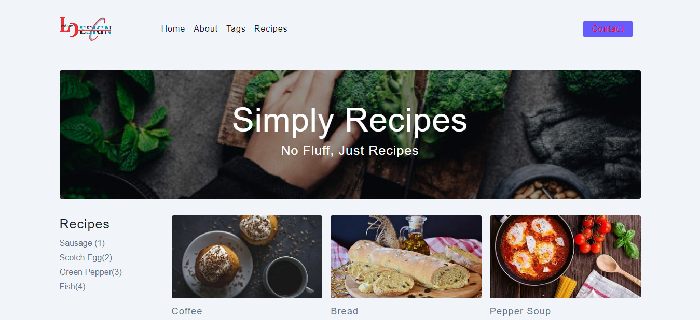 LDESIGN
Home About Tags Recipes
Contact
Simply Recipes
No Fluff, Just Recipes
Recipes
Sausage (1)
Scotch Egg(2)
Green Pepper(3)
Fish(4)
Coffee
Bread
Pepper Soup